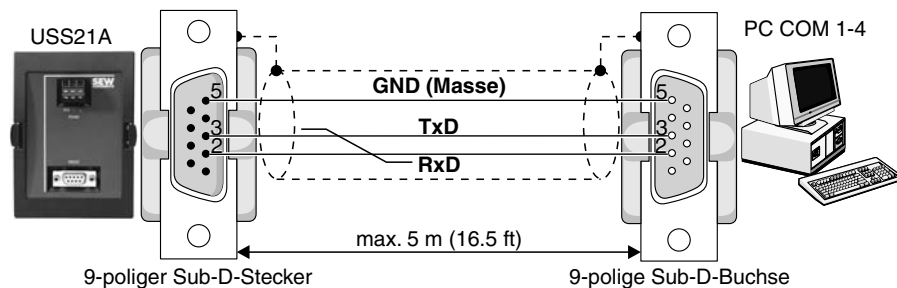 USS21A
PC COM 1-4
SEW
5
GND (Masse)
5
3
TxD
3
2
RxD
2
max. 5 m (16.5 ft)
9-poliger Sub-D-Stecker
9-polige Sub-D-Buchse